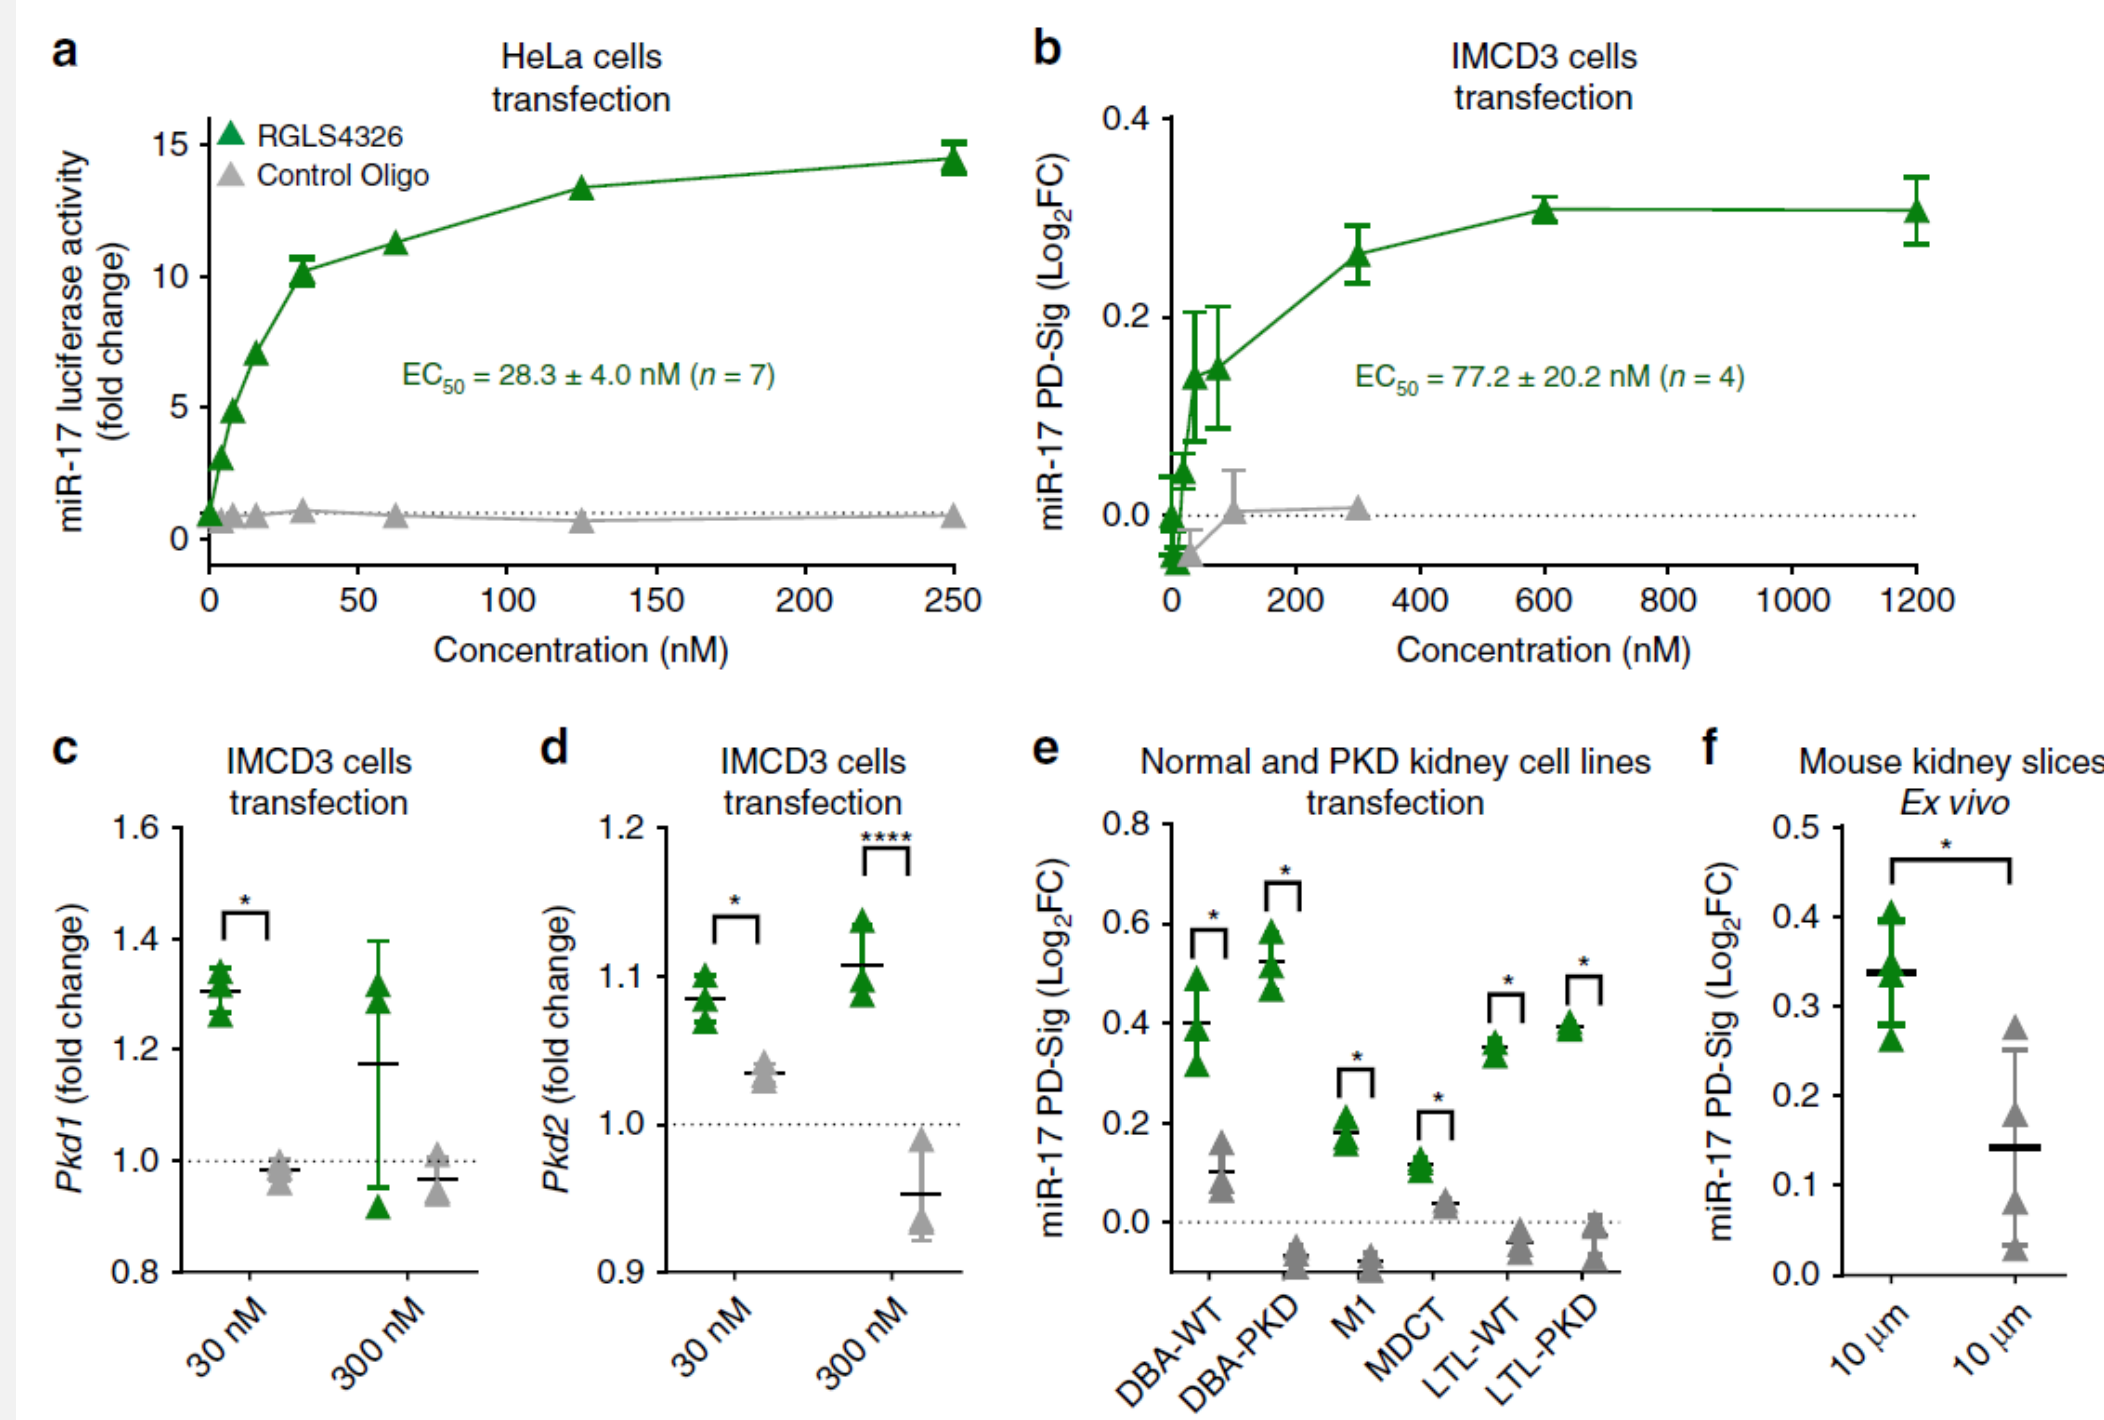 a
HeLa cells
transfection
RGLS4326
Control Oligo
miR-17 luciferase activity
(fold change)
15
10
5
0
EC50 = 28.3 ± 4.0 nM (n = 7)
0 50 100 150 200 250
Concentration (nM)
b
IMCD3 cells
transfection
miR-17 PD-Sig (Log2FC)
0.4
0.2
0.0
EC50 = 77.2 ± 20.2 nM (n = 4)
0 200 400 600 800 1000 1200
Concentration (nM)
c
IMCD3 cells
transfection
Pkd1 (fold change)
1.6
1.4
1.2
1.0
0.8
*
30 nM
300 nM
d
IMCD3 cells
transfection
Pkd2 (fold change)
1.2
1.1
1.0
0.9
*
****
30 nM
300 nM
e
Normal and PKD kidney cell lines
transfection
miR-17 PD-Sig (Log2FC)
0.8
0.6
0.4
0.2
0.0
*
*
*
*
*
*
DBA-WT
DBA-PKD
M1
MDCT
LTL-WT
LTL-PKD
f
Mouse kidney slices
Ex vivo
miR-17 PD-Sig (Log2FC)
0.5
0.4
0.3
0.2
0.1
0.0
*
10 μm
10 μm